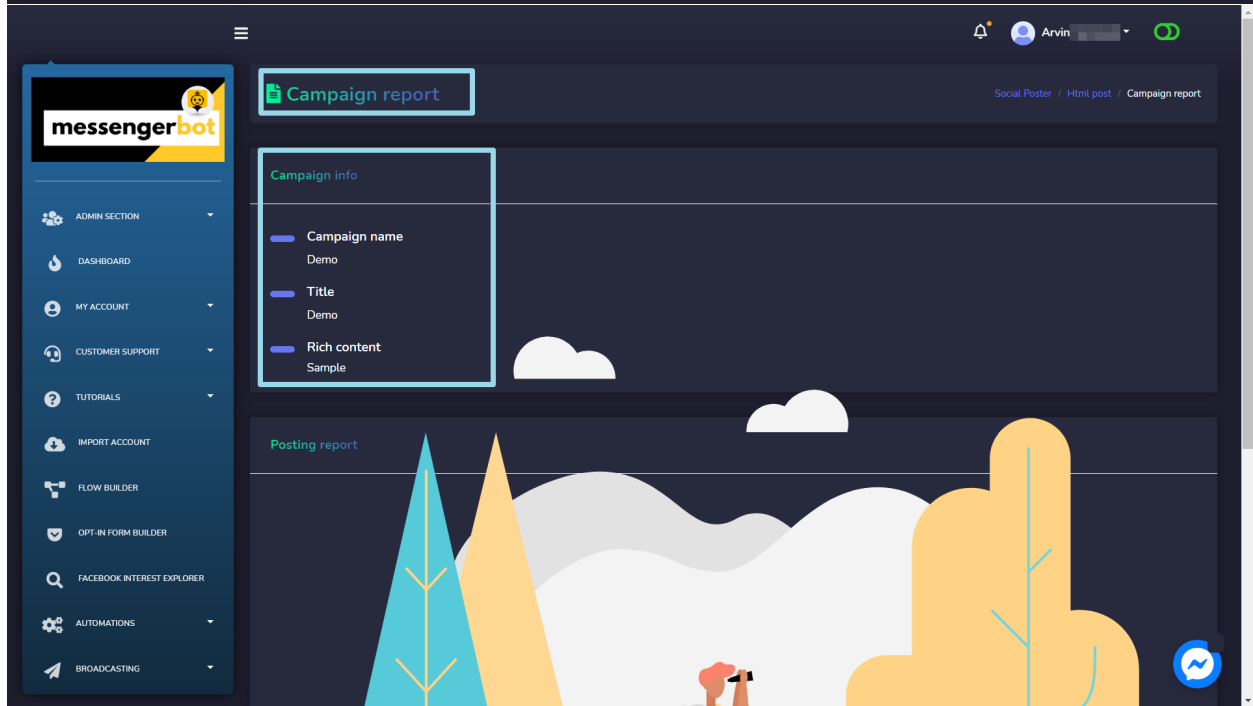 Arvin
messengerbot
Campaign report
Social Poster / Html post / Campaign report
Campaign info
Campaign name
Demo
Title
Demo
Rich content
Sample
Posting report
ADMIN SECTION
DASHBOARD
MY ACCOUNT
CUSTOMER SUPPORT
TUTORIALS
IMPORT ACCOUNT
FLOW BUILDER
OPT-IN FORM BUILDER
FACEBOOK INTEREST EXPLORER
AUTOMATIONS
BROADCASTING